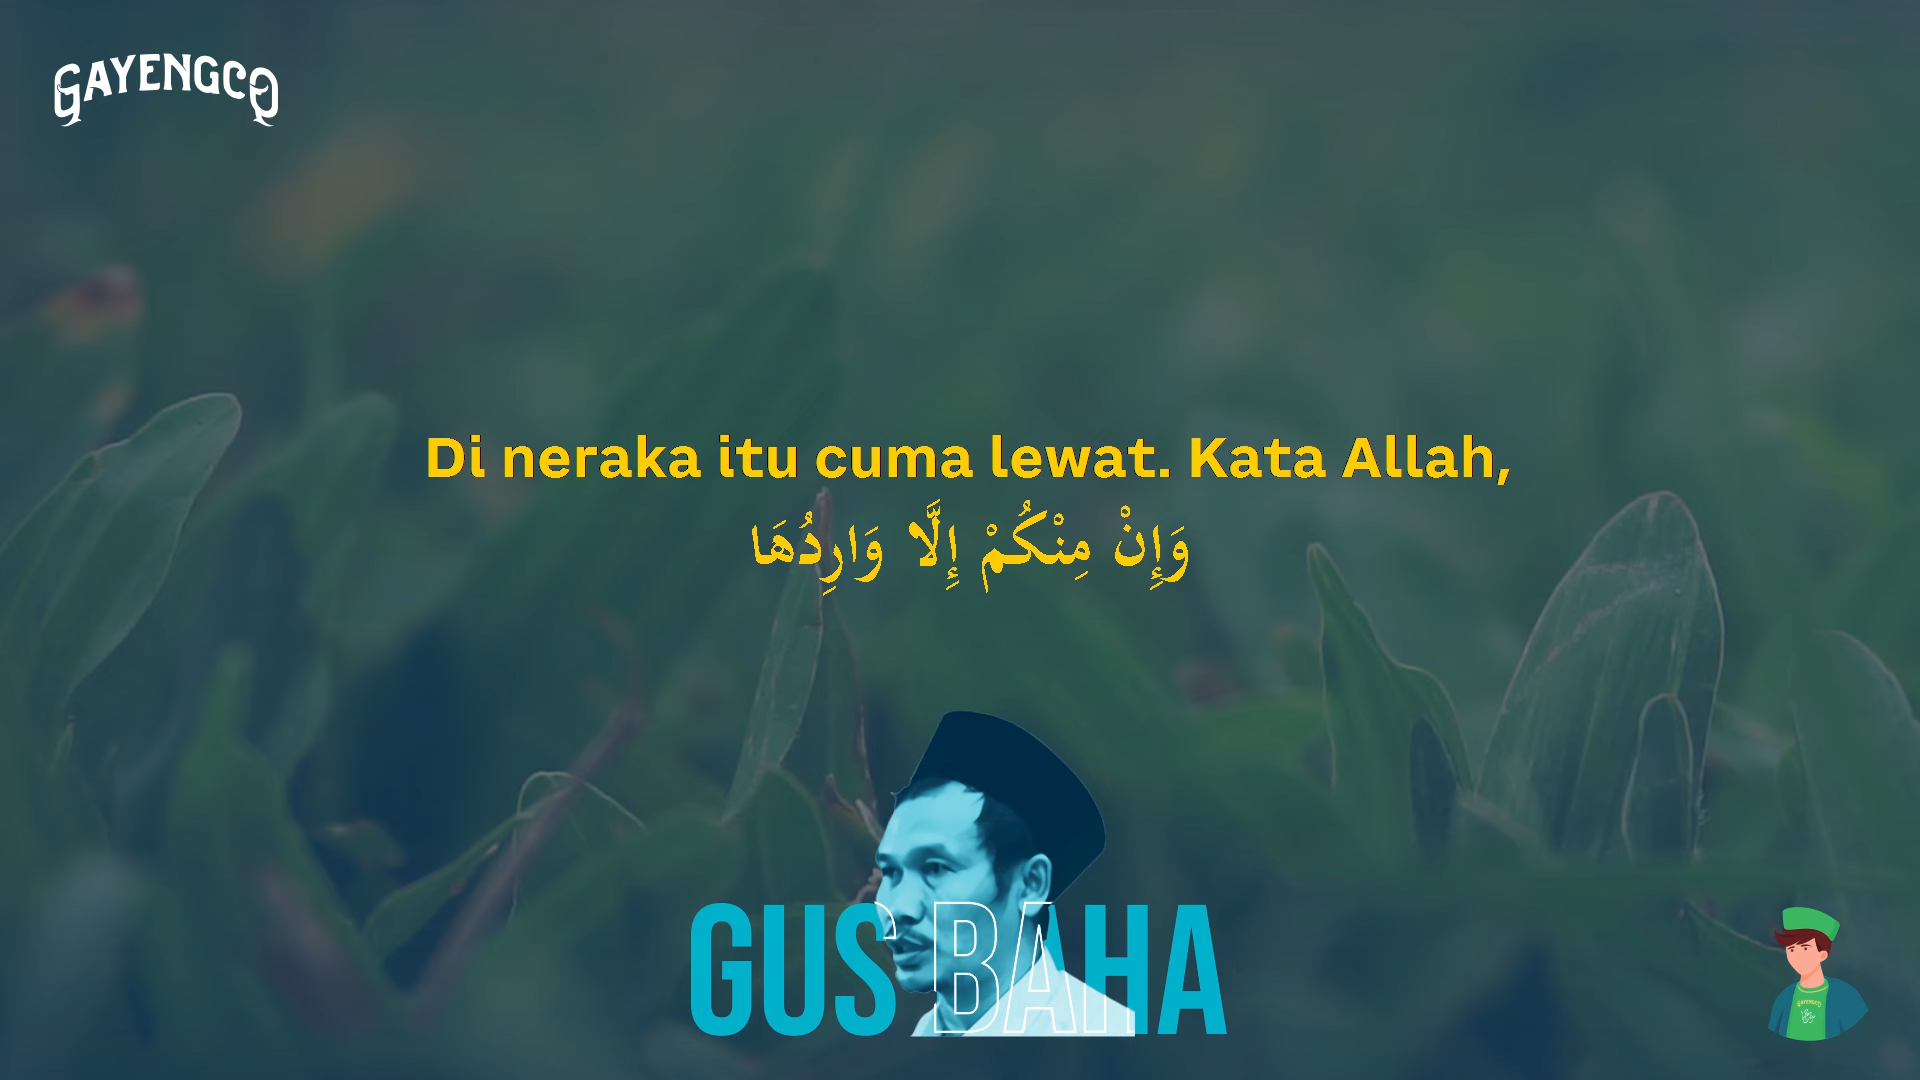 GAYENGCO
Di neraka itu cuma lewat. Kata Allah,
وَإِنْ مِنْكُمْ إِلَّا وَارِدُهَا
GUS BAHA